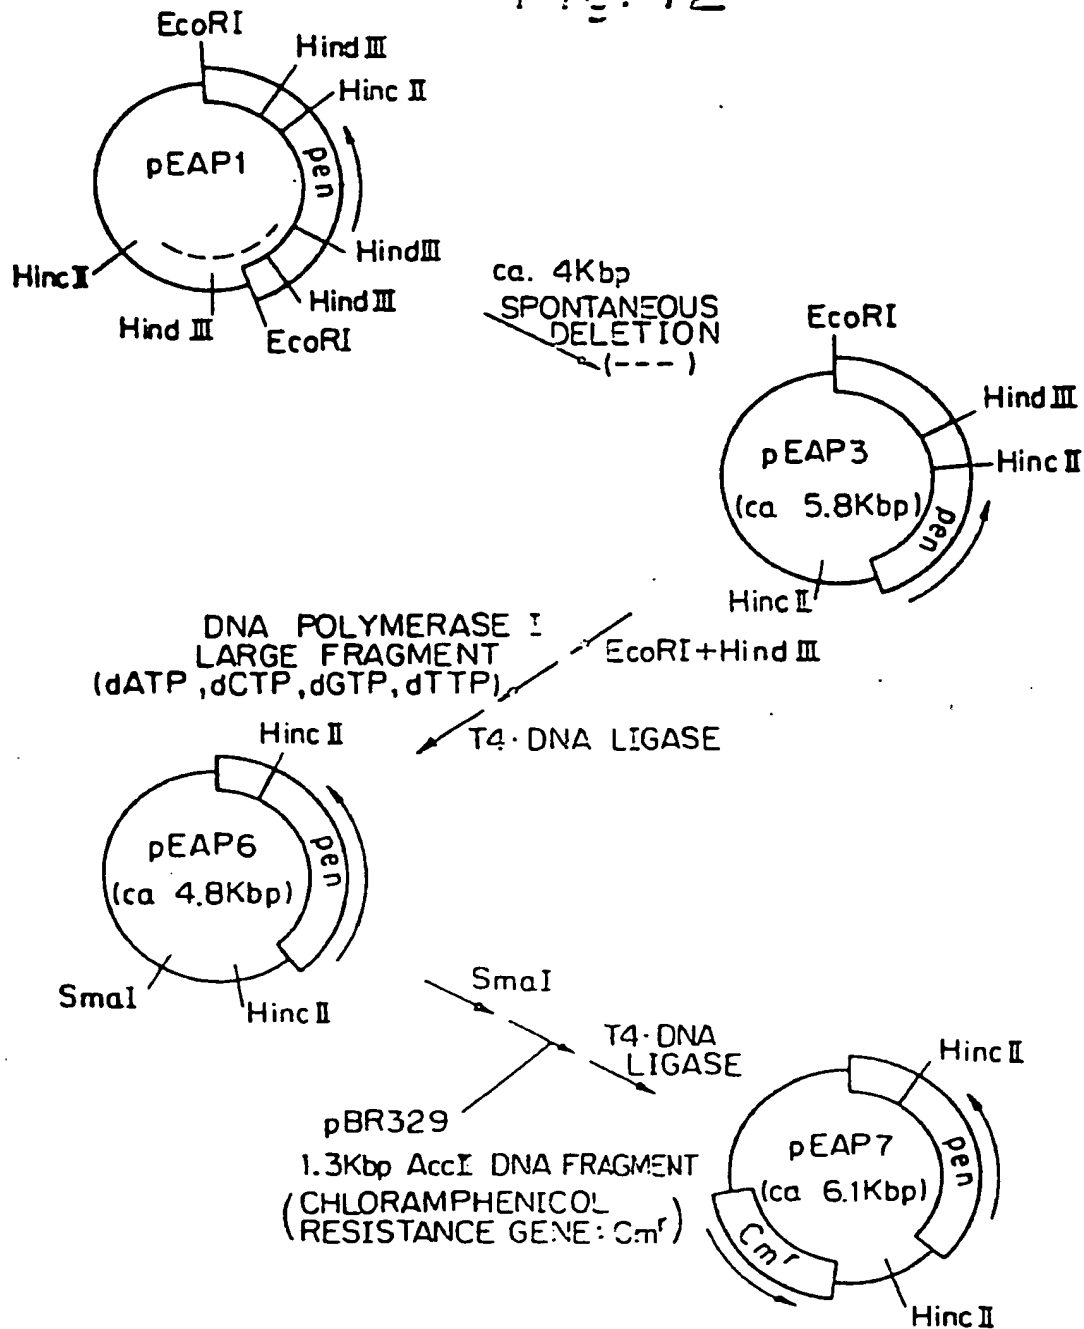 EcoRI
Hind III
Hinc II
pEAP1
pen
Hinc II
Hind III
Hind III
Hind III
EcoRI
ca. 4Kbp
SPONTANEOUS
DELETION
(---)
EcoRI
Hind III
Hinc II
pEAP3
(ca 5.8Kbp)
pen
Hinc II
DNA POLYMERASE I
LARGE FRAGMENT
(dATP ,dCTP, dGTP, dTTP)
EcoRI+Hind III
T4·DNA LIGASE
Hinc II
pEAP6
(ca 4.8Kbp)
pen
SmaI
Hinc II
SmaI
T4·DNA
LIGASE
pBR329
1.3Kbp AccI DNA FRAGMENT
(CHLORAMPHENICOL
RESISTANCE GENE: Cmr)
Hinc II
pEAP7
(ca 6.1Kbp)
pen
Cmr
Hinc II